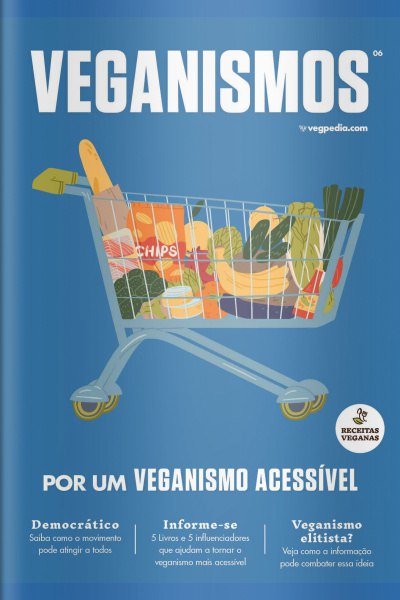 VEGANISMOS
06
vegpedia.com
CHIPS
RECEITAS
VEGANAS
POR UM VEGANISMO ACESSÍVEL
Democrático
Saiba como o movimento
pode atingir a todos
Informe-se
5 Livros e 5 influenciadores
que ajudam a tornar o
veganismo mais acessível
Veganismo
elitista?
Veja como a informação
pode combater essa ideia